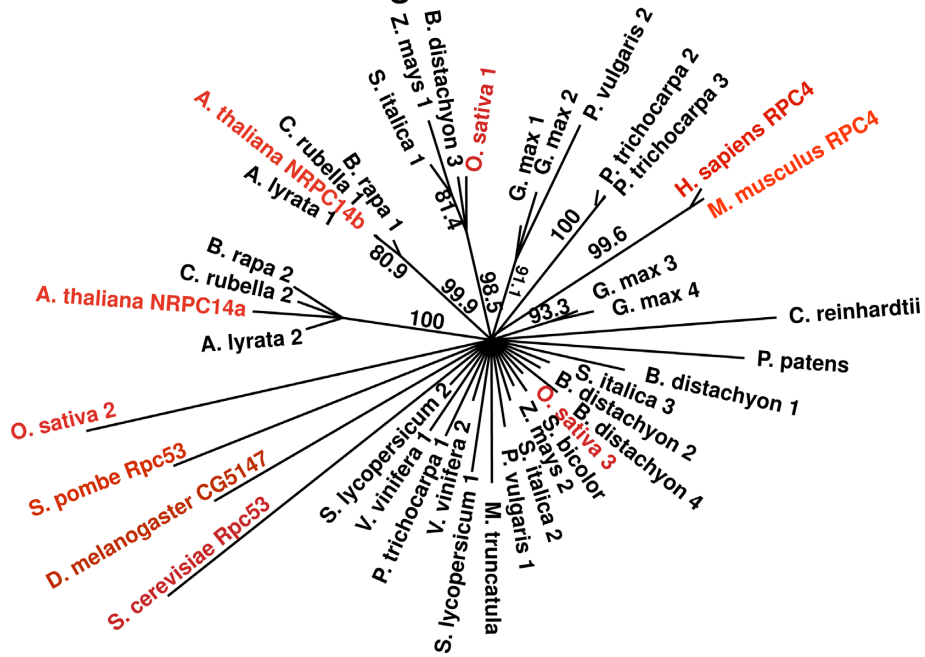 B. distachyon 3
Z. mays 1
S. italica 1
O. sativa 1
81.4
98.5
G. max 1
G. max 2
P. vulgaris 2
91.1
P. trichocarpa 2
P. trichocarpa 3
100
H. sapiens RPC4
M. musculus RPC4
99.6
G. max 3
G. max 4
93.3
C. reinhardtii
P. patens
B. distachyon 1
S. italica 3
B. distachyon 2
B. distachyon 4
O. sativa 3
S. bicolor
Z. mays 2
S. italica 2
P. vulgaris 1
M. truncatula
S. lycopersicum 1
V. vinifera 2
P. trichocarpa 1
V. vinifera 1
S. lycopersicum 2
S. cerevisiae Rpc53
D. melanogaster CG5147
S. pombe Rpc53
O. sativa 2
A. lyrata 2
A. thaliana NRPC14a
C. rubella 2
B. rapa 2
100
A. lyrata 1
A. thaliana NRPC14b
C. rubella 1
B. rapa 1
80.9
99.9